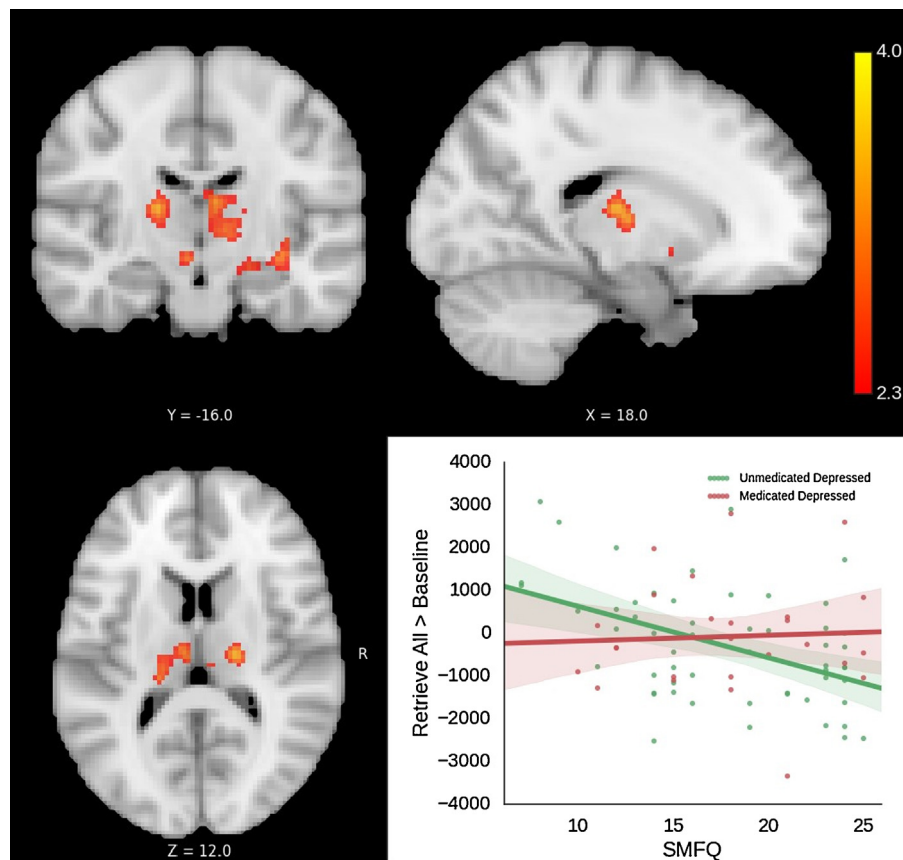 4.0
2.3
Y = -16.0
X = 18.0
R
Z = 12.0
Unmedicated Depressed
Medicated Depressed
Retrieve All > Baseline
4000
3000
2000
1000
0
−1000
−2000
−3000
−4000
10
15
20
25
SMFQ